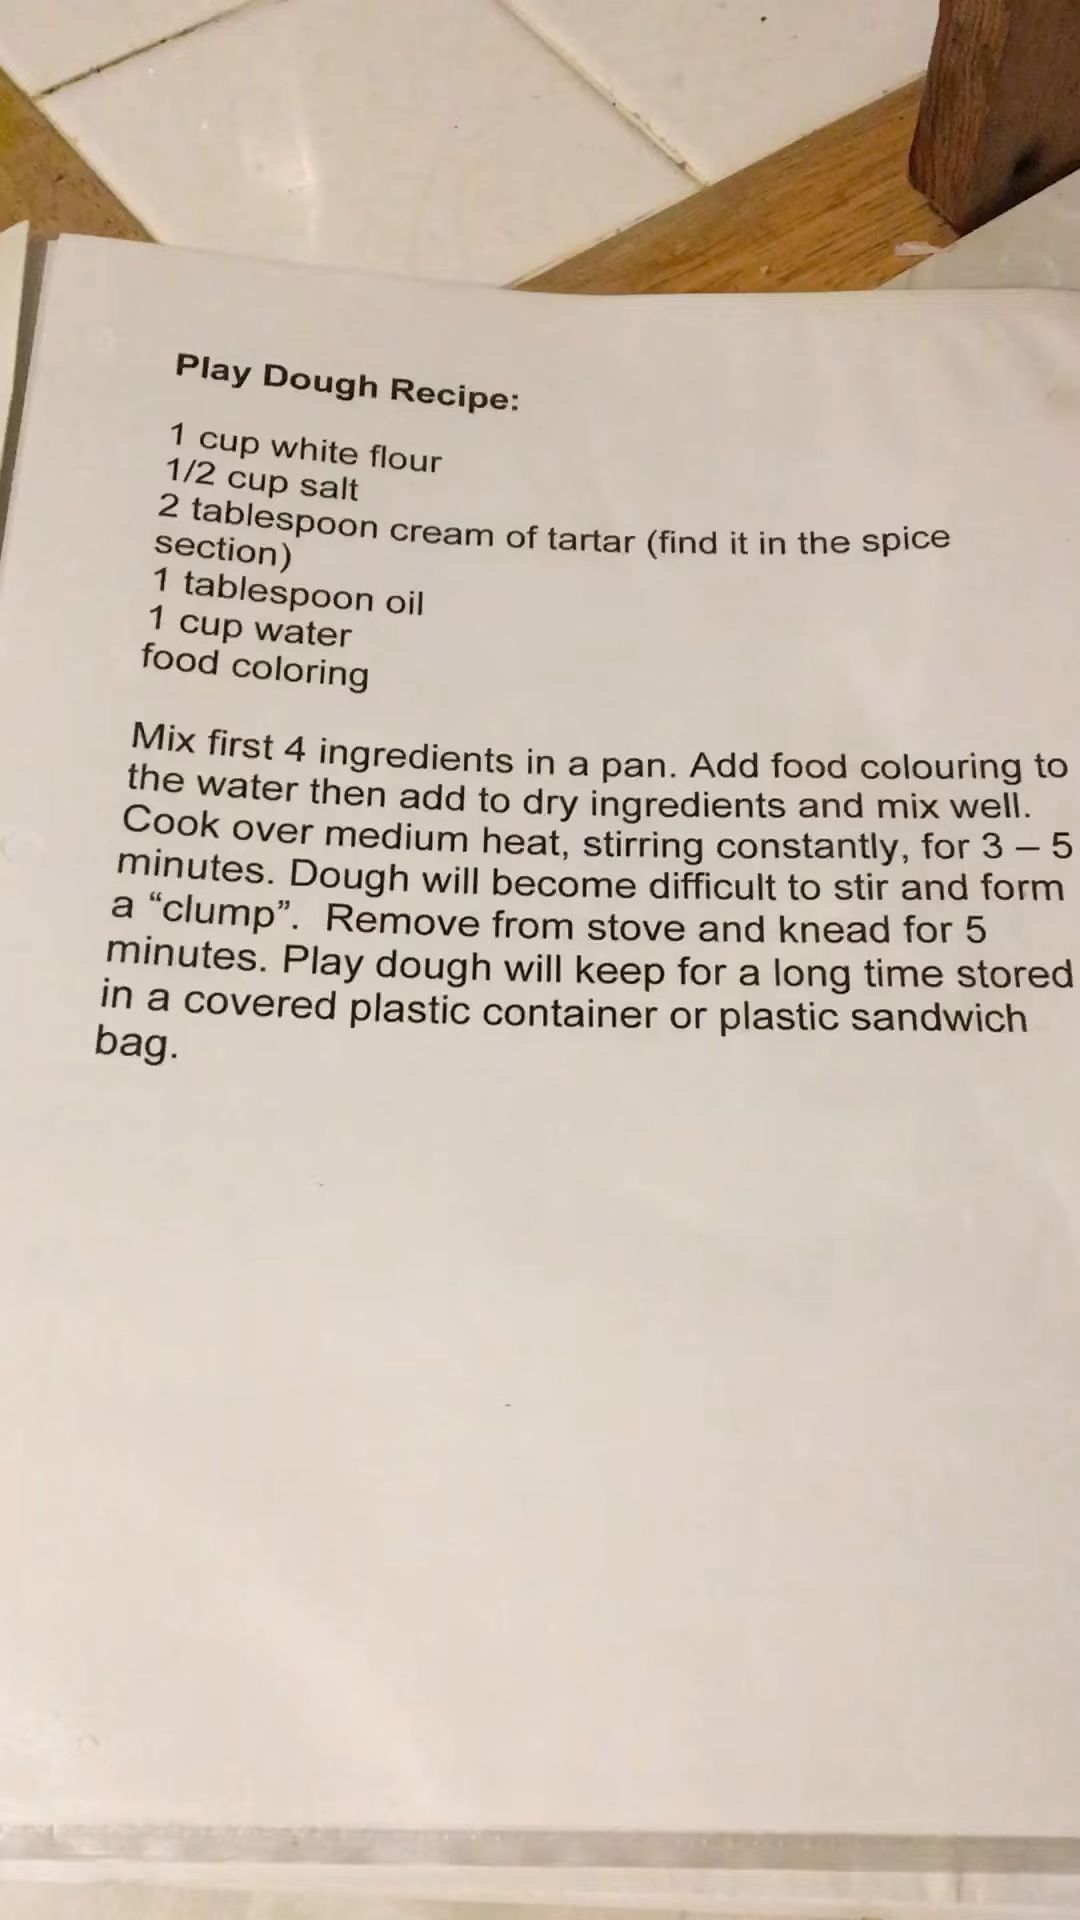 Play Dough Recipe:
1 cup white flour
1/2 cup salt
2 tablespoon cream of tartar (find it in the spice
section)
1 tablespoon oil
1 cup water
food coloring
Mix first 4 ingredients in a pan. Add food colouring to
the water then add to dry ingredients and mix well.
Cook over medium heat, stirring constantly, for 3 – 5
minutes. Dough will become difficult to stir and form
a “clump”.  Remove from stove and knead for 5
minutes. Play dough will keep for a long time stored
in a covered plastic container or plastic sandwich
bag.